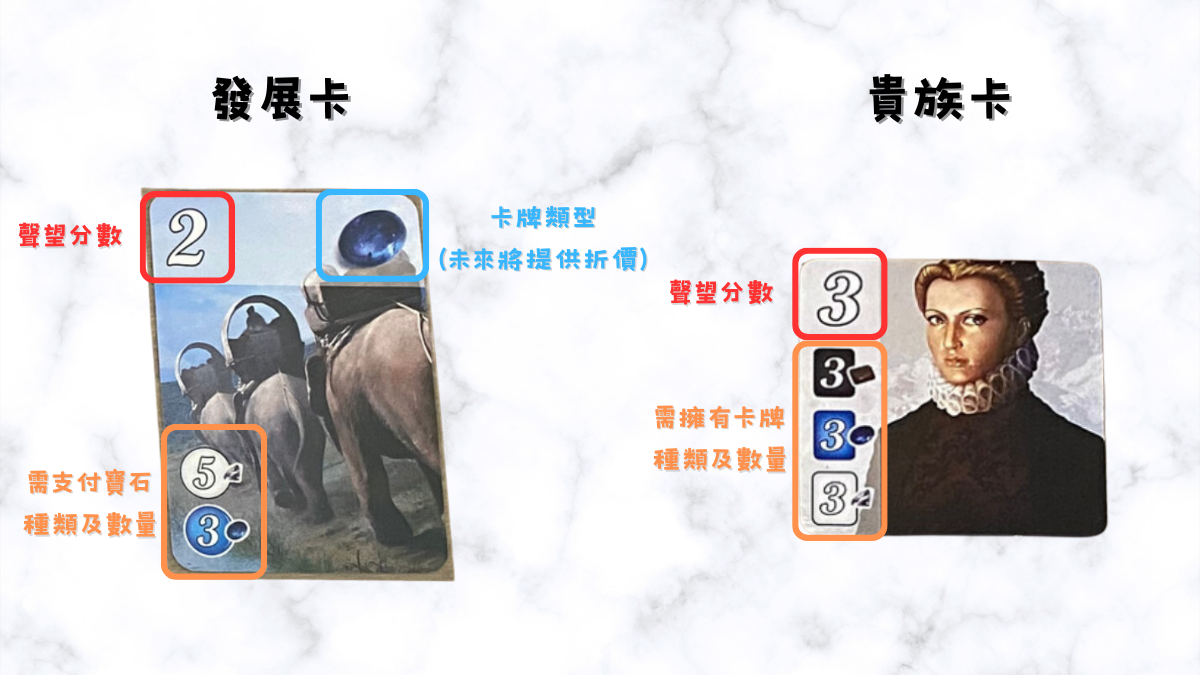 發展卡
貴族卡
2
聲望分數
卡牌類型
(未來將提供折價)
需支付寶石
種類及數量
5
3
聲望分數
3
需擁有卡牌
種類及數量
3
3
3